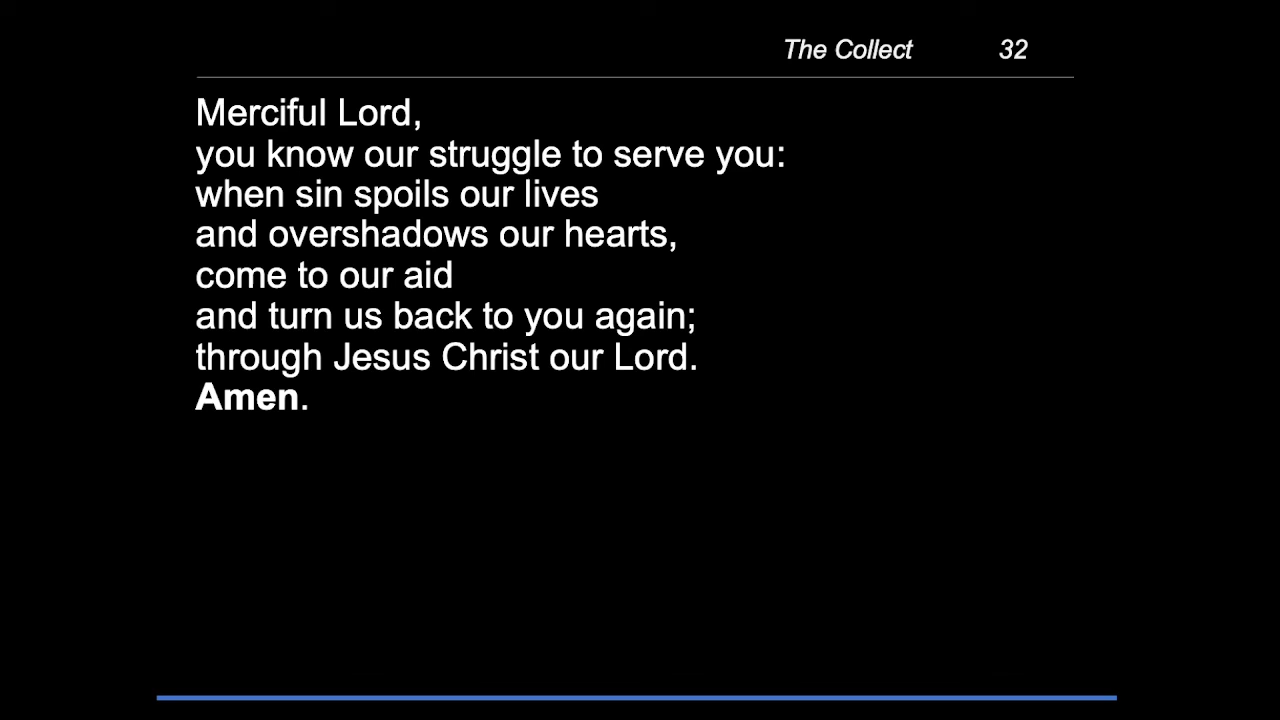 The Collect 32
Merciful Lord,
you know our struggle to serve you:
when sin spoils our lives
and overshadows our hearts,
come to our aid
and turn us back to you again;
through Jesus Christ our Lord.
Amen.